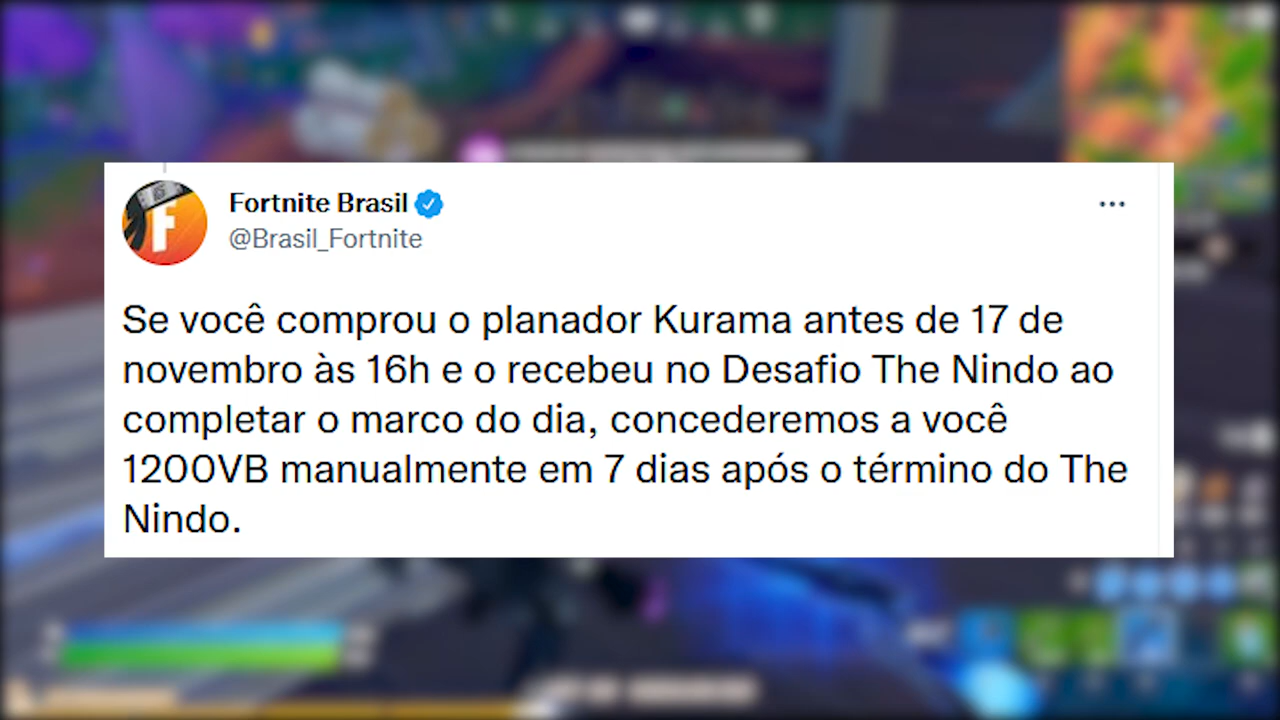 Fortnite Brasil
@Brasil_Fortnite
Se você comprou o planador Kurama antes de 17 de
novembro às 16h e o recebeu no Desafio The Nindo ao
completar o marco do dia, concederemos a você
1200VB manualmente em 7 dias após o término do The
Nindo.